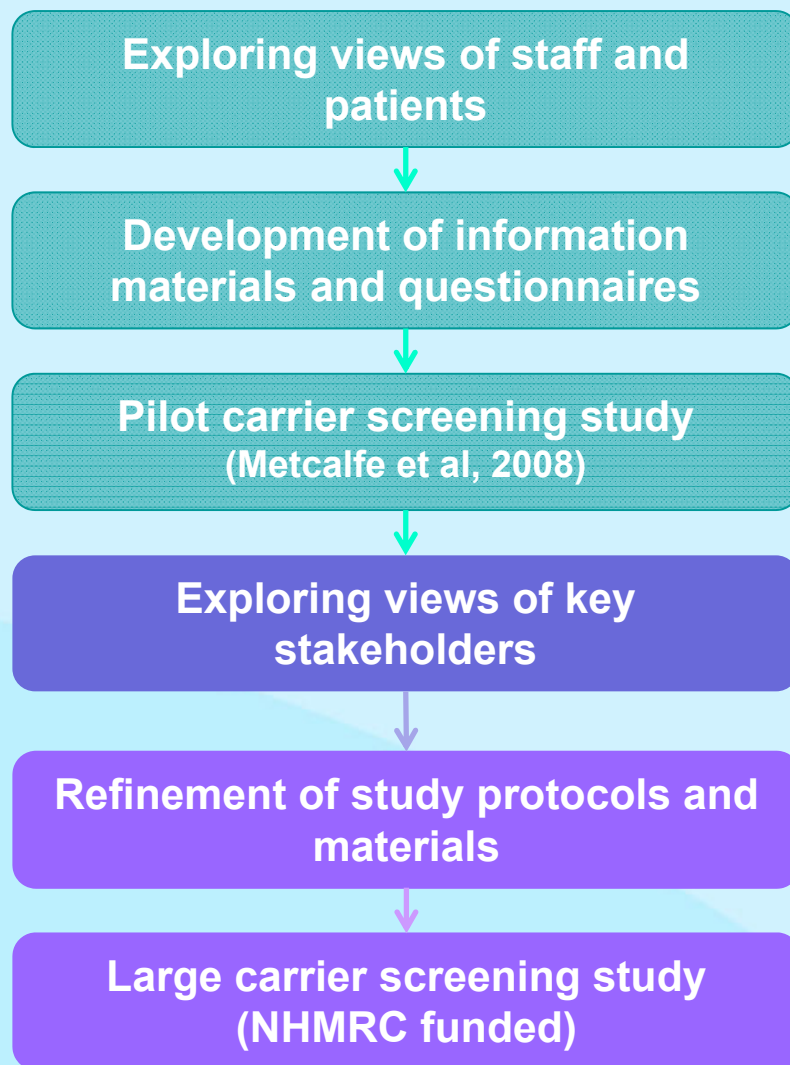 Exploring views of staff and
patients
Development of information
materials and questionnaires
Pilot carrier screening study
(Metcalfe et al, 2008)
Exploring views of key
stakeholders
Refinement of study protocols and
materials
Large carrier screening study
(NHMRC funded)